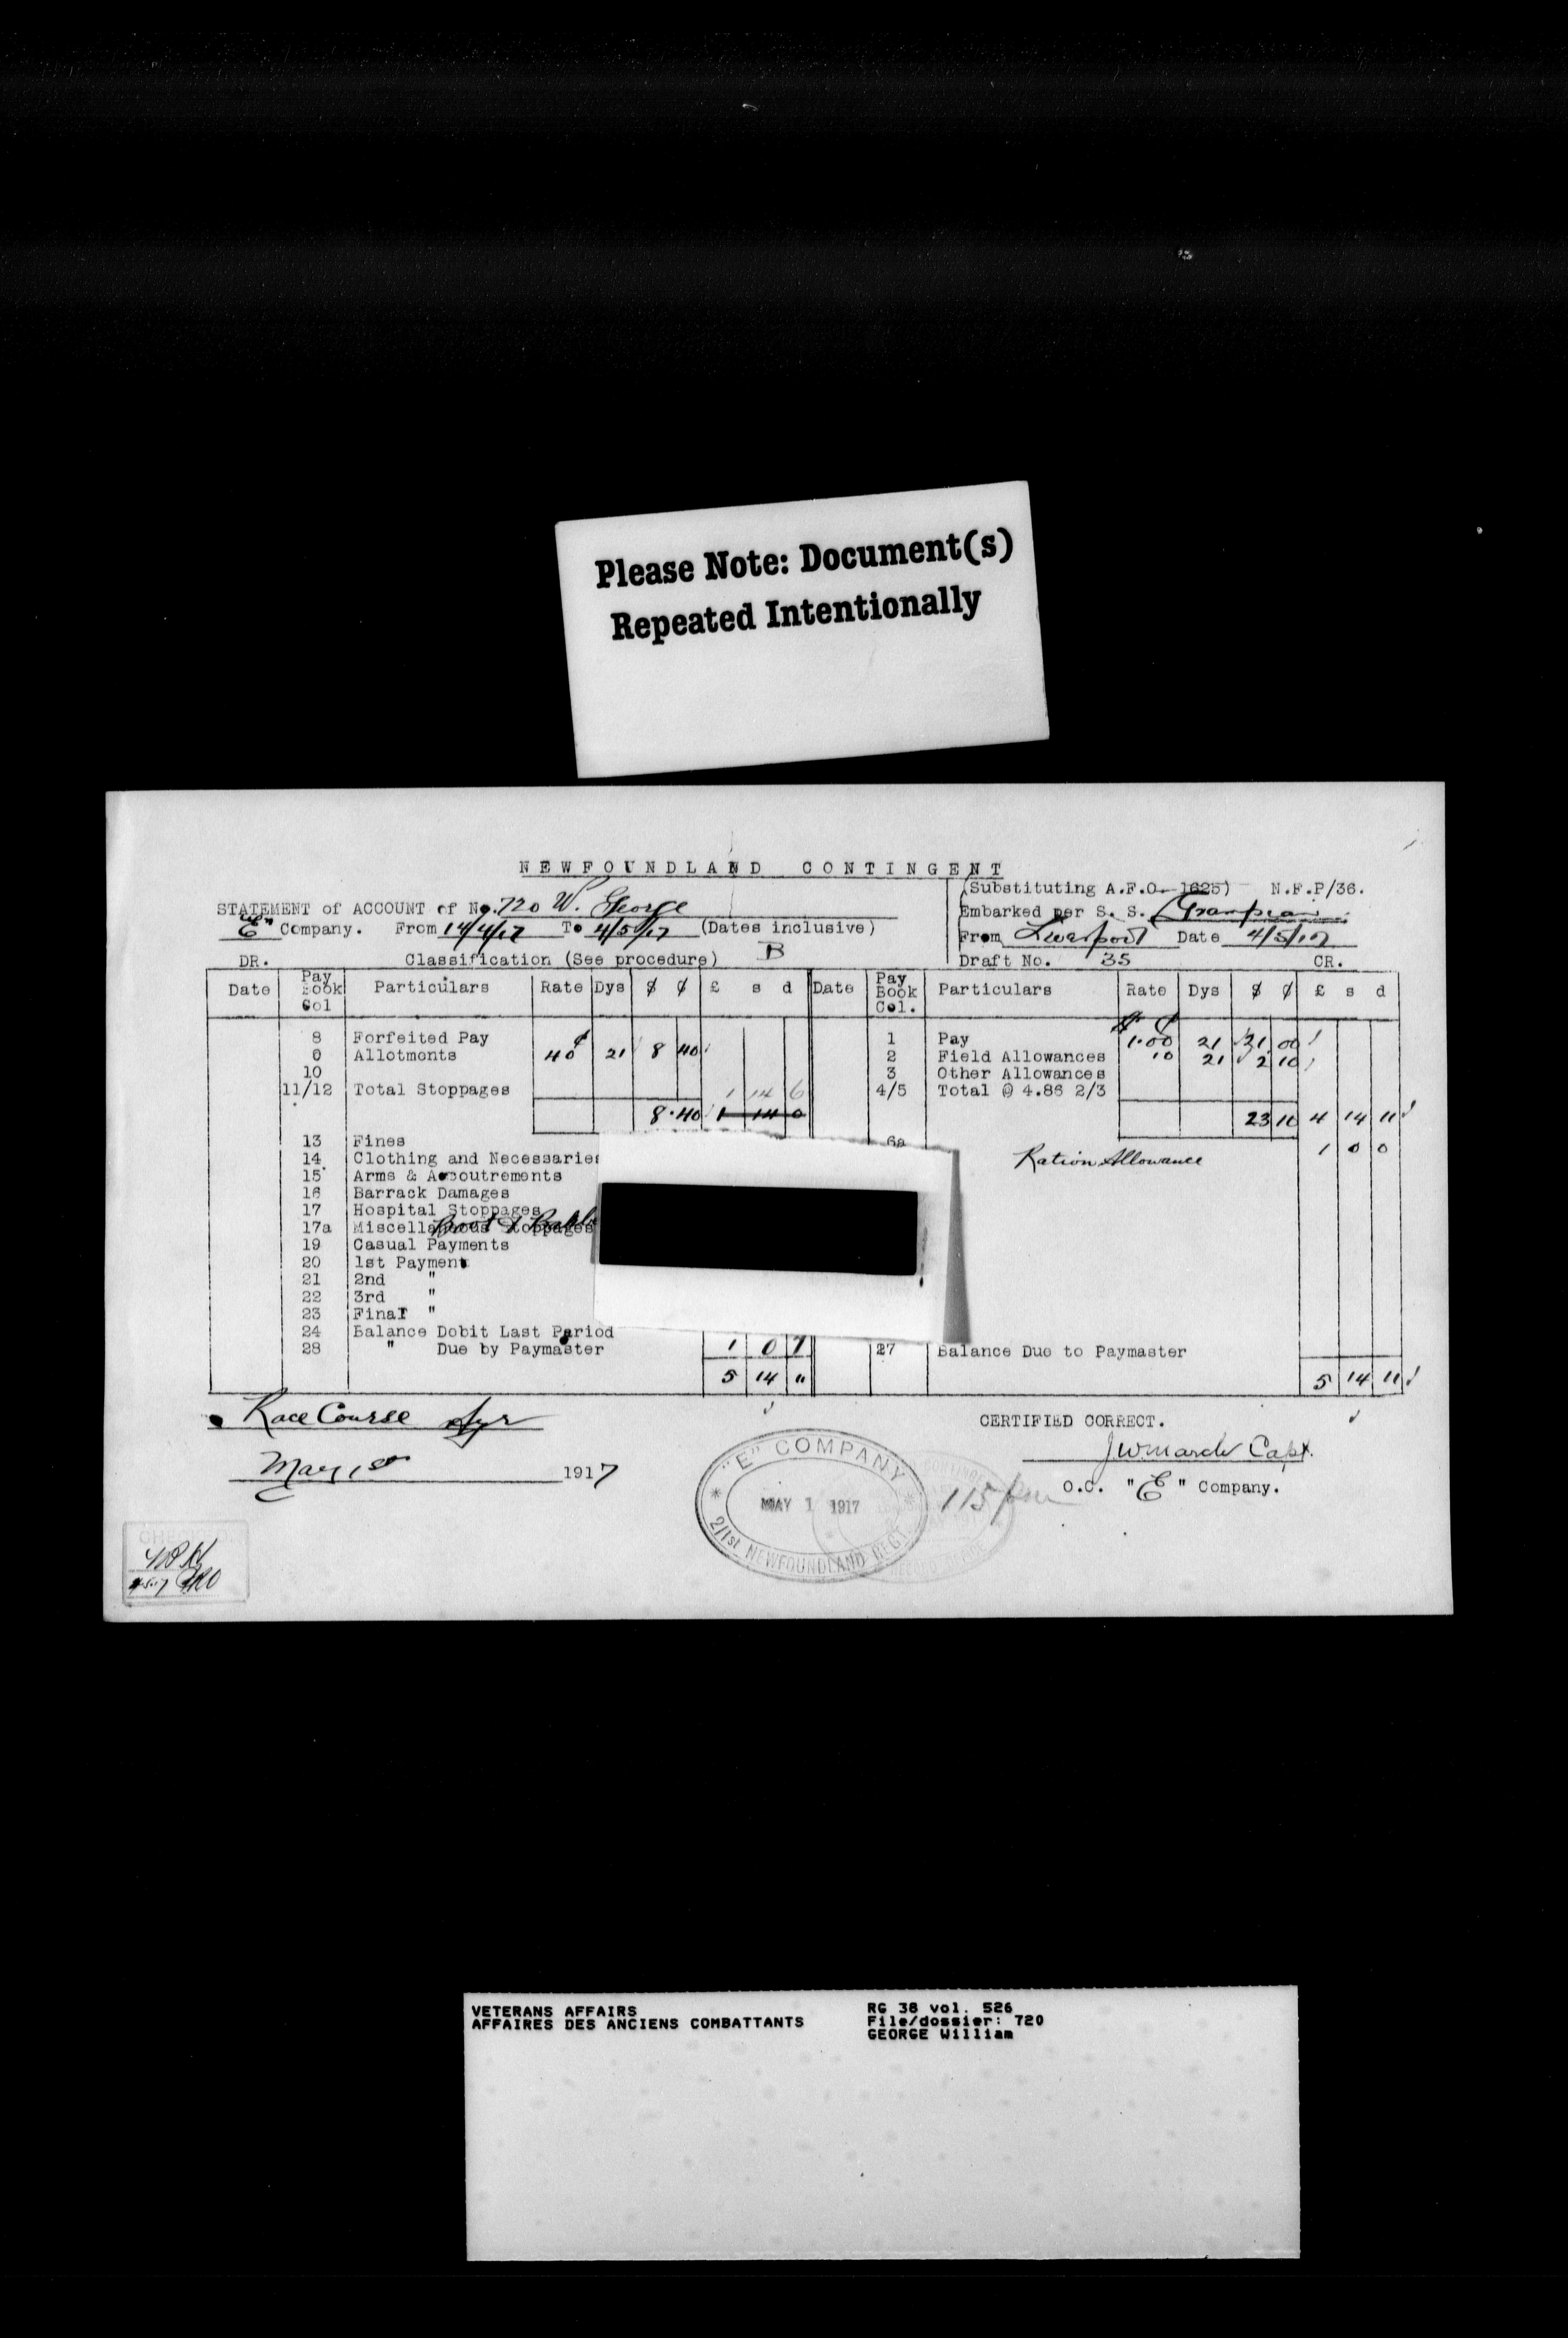 Please Note: Document(s)
Repeated Intentionally
NEWFOUNDLAND CONTINGENT
(Substituting A.F.O. 1625) N.F.P/36.
STATEMENT of ACCOUNT of No. 720 W. George
Embarked per S. S. Grampian
"E" Company. From 14/4/17 To 4/5/17 (Dates inclusive)
From Liverpool Date 4/5/17
DR. Classification (See procedure) B
Draft No. 35 CR.
Date Pay Book Col Particulars Rate Dys $ ¢ £ s d Date Pay Book Col. Particulars Rate Dys $ ¢ £ s d
$ ¢
8 Forfeited Pay 1 Pay 1.00 21 21 00
9 Allotments 40¢ 21 8 40 2 Field Allowances 10 21 2 10
10 3 Other Allowances
11/12 Total Stoppages 1 14 6 4/5 Total @ 4.86 2/3
8.40 1 14 0 23 10 4 14 11
13 Fines 6a
14 Clothing and Necessaries Ration Allowance 1 0 0
15 Arms & Accoutrements
16 Barrack Damages
17 Hospital Stoppages
17a Miscellaneous Stoppages Boot &
19 Casual Payments
20 1st Payment
21 2nd "
22 3rd "
23 Final "
24 Balance Debit Last Period
28 " Due by Paymaster 1 0 7 27 Balance Due to Paymaster
5 14 11 5 14 11
Race Course Ayr
CERTIFIED CORRECT.
J W March Capt.
May 1st 1917
O.C. "E" Company.
"E" COMPANY
MAY 1 1917
2/1st NEWFOUNDLAND REGT.
115
CHECKED
VETERANS AFFAIRS RG 38 vol. 526
AFFAIRES DES ANCIENS COMBATTANTS File/dossier: 720
GEORGE William